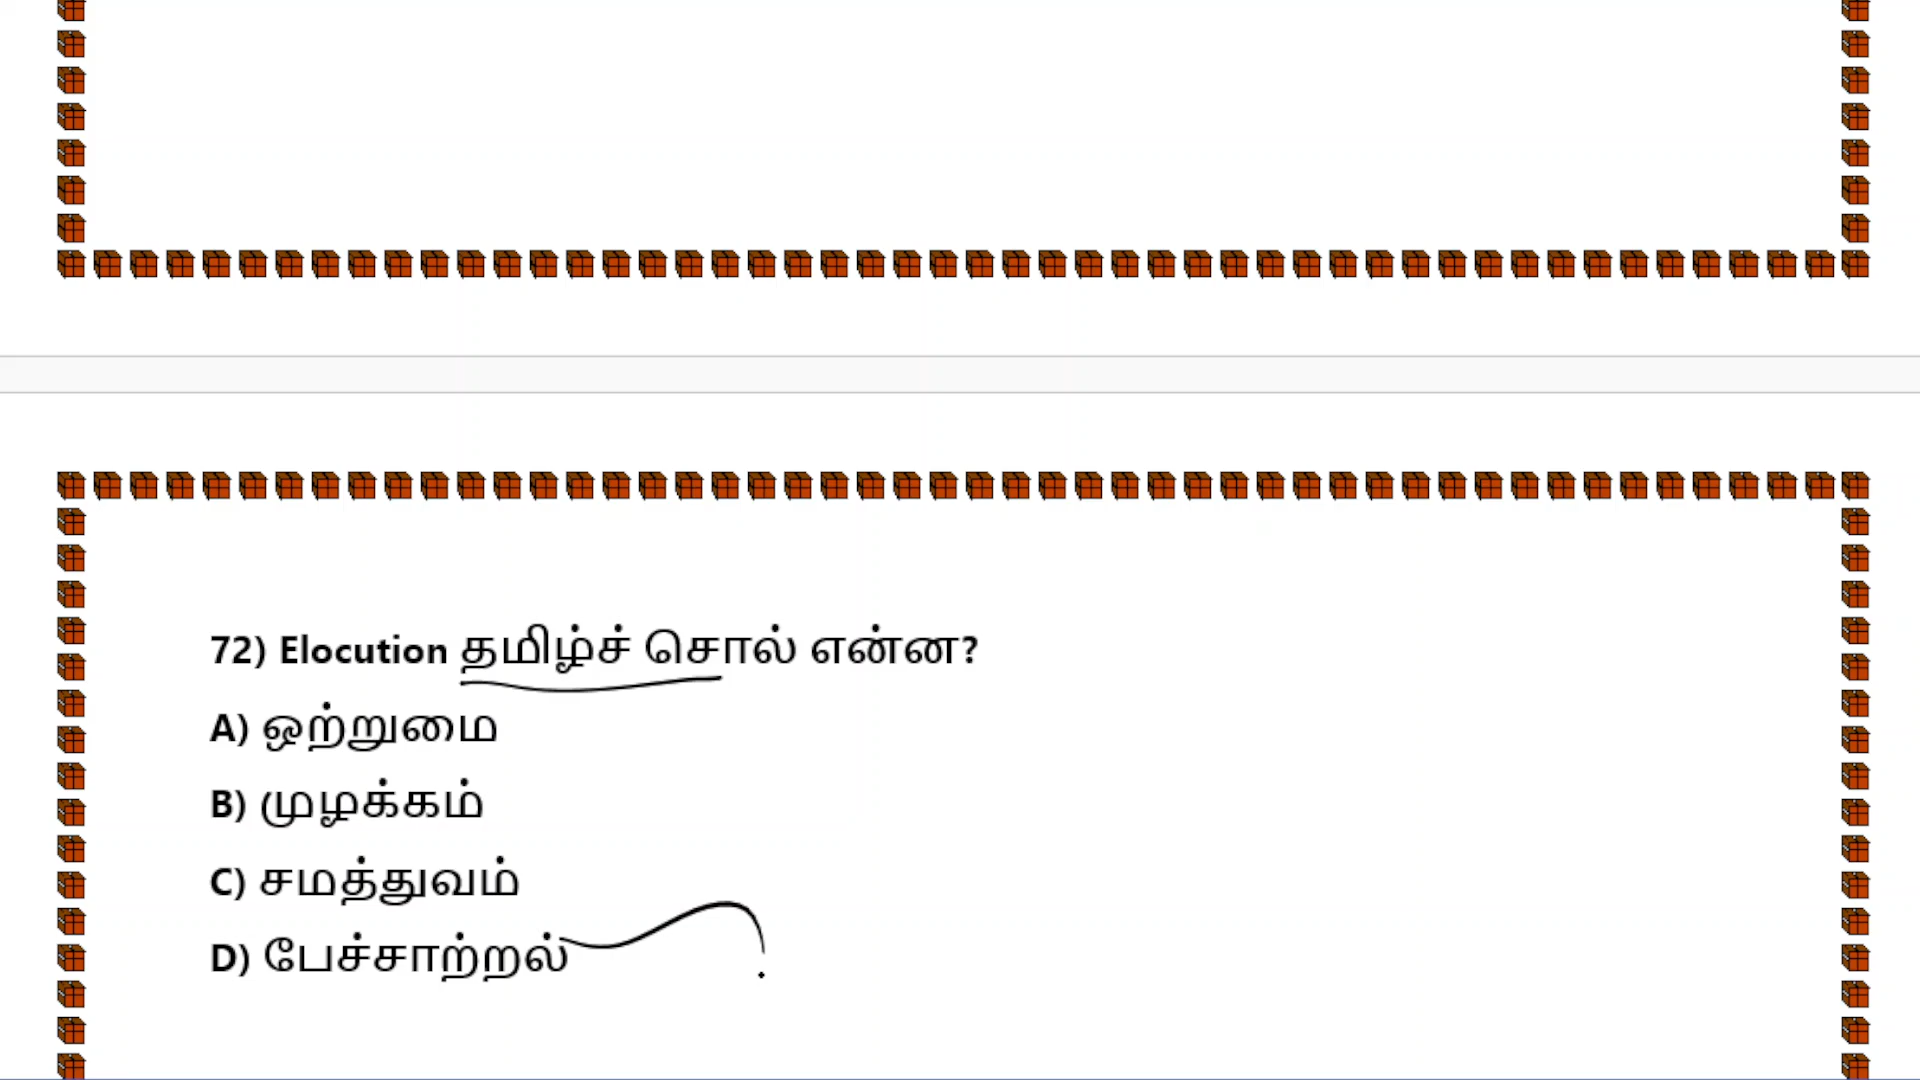 72) Elocution தமிழ்ச் சொல் என்ன?
A) ஒற்றுமை
B) முழக்கம்
C) சமத்துவம்
D) பேச்சாற்றல்